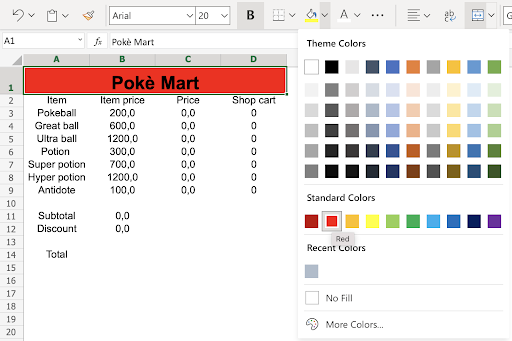 Arial 20 B A ab
A1 fx Pokè Mart
A B C D
1 Pokè Mart
2 Item Item price Price Shop cart
3 Pokeball 200,0 0,0 0
4 Great ball 600,0 0,0 0
5 Ultra ball 1200,0 0,0 0
6 Potion 300,0 0,0 0
7 Super potion 700,0 0,0 0
8 Hyper potion 1200,0 0,0 0
9 Antidote 100,0 0,0 0
10
11 Subtotal 0,0
12 Discount 0,0
13
14 Total
15
16
17
18
19
20
Theme Colors
Standard Colors
Red
Recent Colors
No Fill
More Colors...